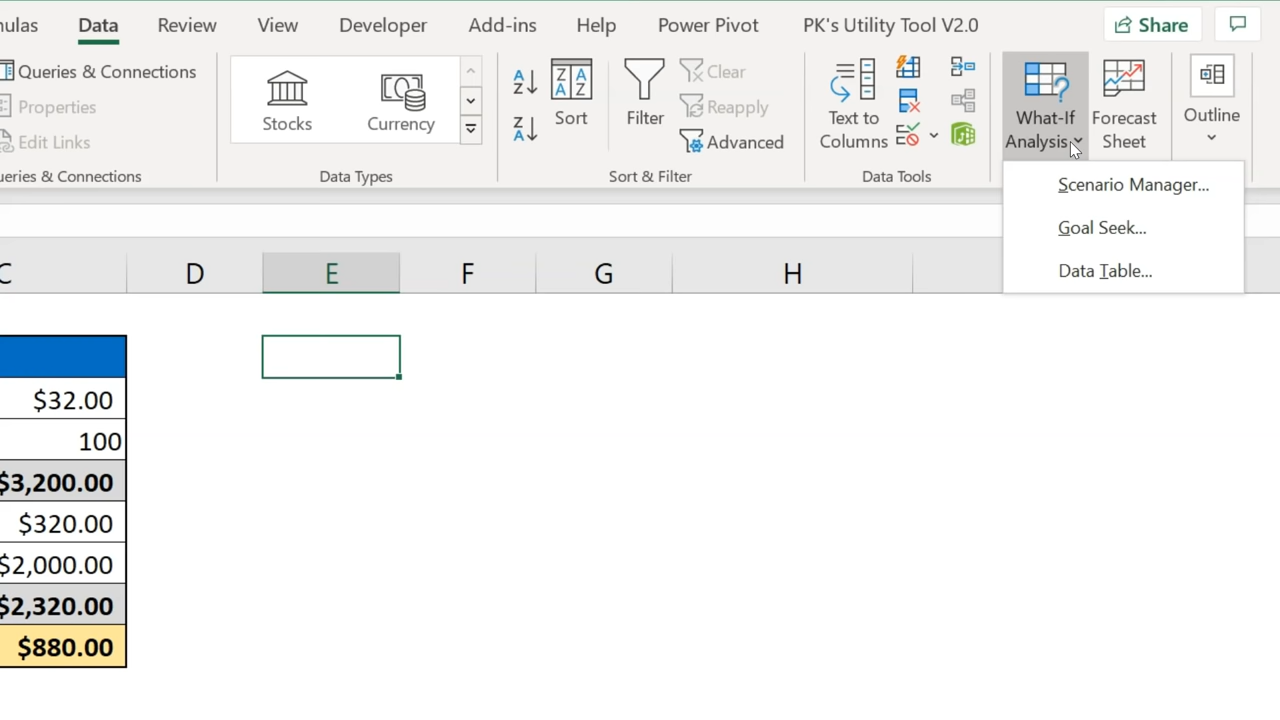 nulas Data Review View Developer Add-ins Help Power Pivot PK's Utility Tool V2.0 Share
Queries & Connections
Properties
Edit Links
ueries & Connections
Stocks Currency
Data Types
Sort
Filter
Clear
Reapply
Advanced
Sort & Filter
Text to
Columns
Data Tools
What-If
Analysis
Forecast
Sheet
Outline
Scenario Manager...
Goal Seek...
Data Table...
C D E F G H
$32.00
100
$3,200.00
$320.00
$2,000.00
$2,320.00
$880.00